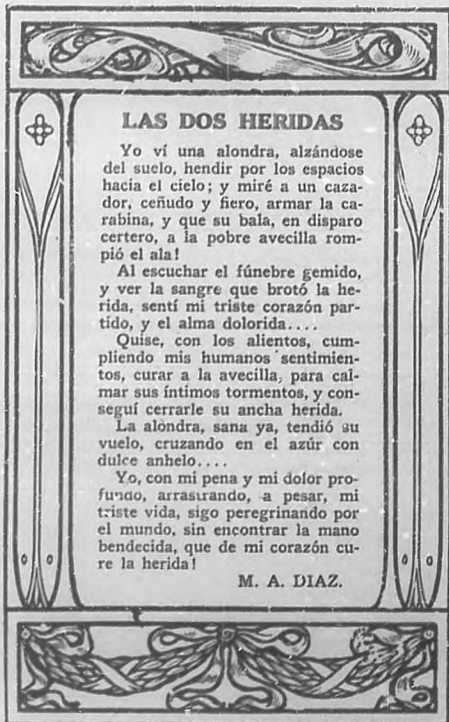 LAS DOS HERIDAS
Yo ví una alondra, alzándose
del suelo, hendir por los espacios
hacia el cielo; y miré a un caza-
dor, ceñudo y fiero, armar la ca-
rabina, y que su bala, en disparo
certero, a la pobre avecilla rom-
pió el ala!
Al escuchar el fúnebre gemido,
y ver la sangre que brotó la he-
rida, sentí mi triste corazón par-
tido, y el alma dolorida....
Quise, con los alientos, cum-
pliendo mis humanos sentimien-
tos, curar a la avecilla, para cal-
mar sus íntimos tormentos, y con-
seguí cerrarle su ancha herida.
La alondra, sana ya, tendió su
vuelo, cruzando en el azúr con
dulce anhelo....
Yo, con mi pena y mi dolor pro-
fundo, arrastrando, a pesar, mi
triste vida, sigo peregrinando por
el mundo, sin encontrar la mano
bendecida, que de mi corazón cu-
re la herida!
M. A. DIAZ.